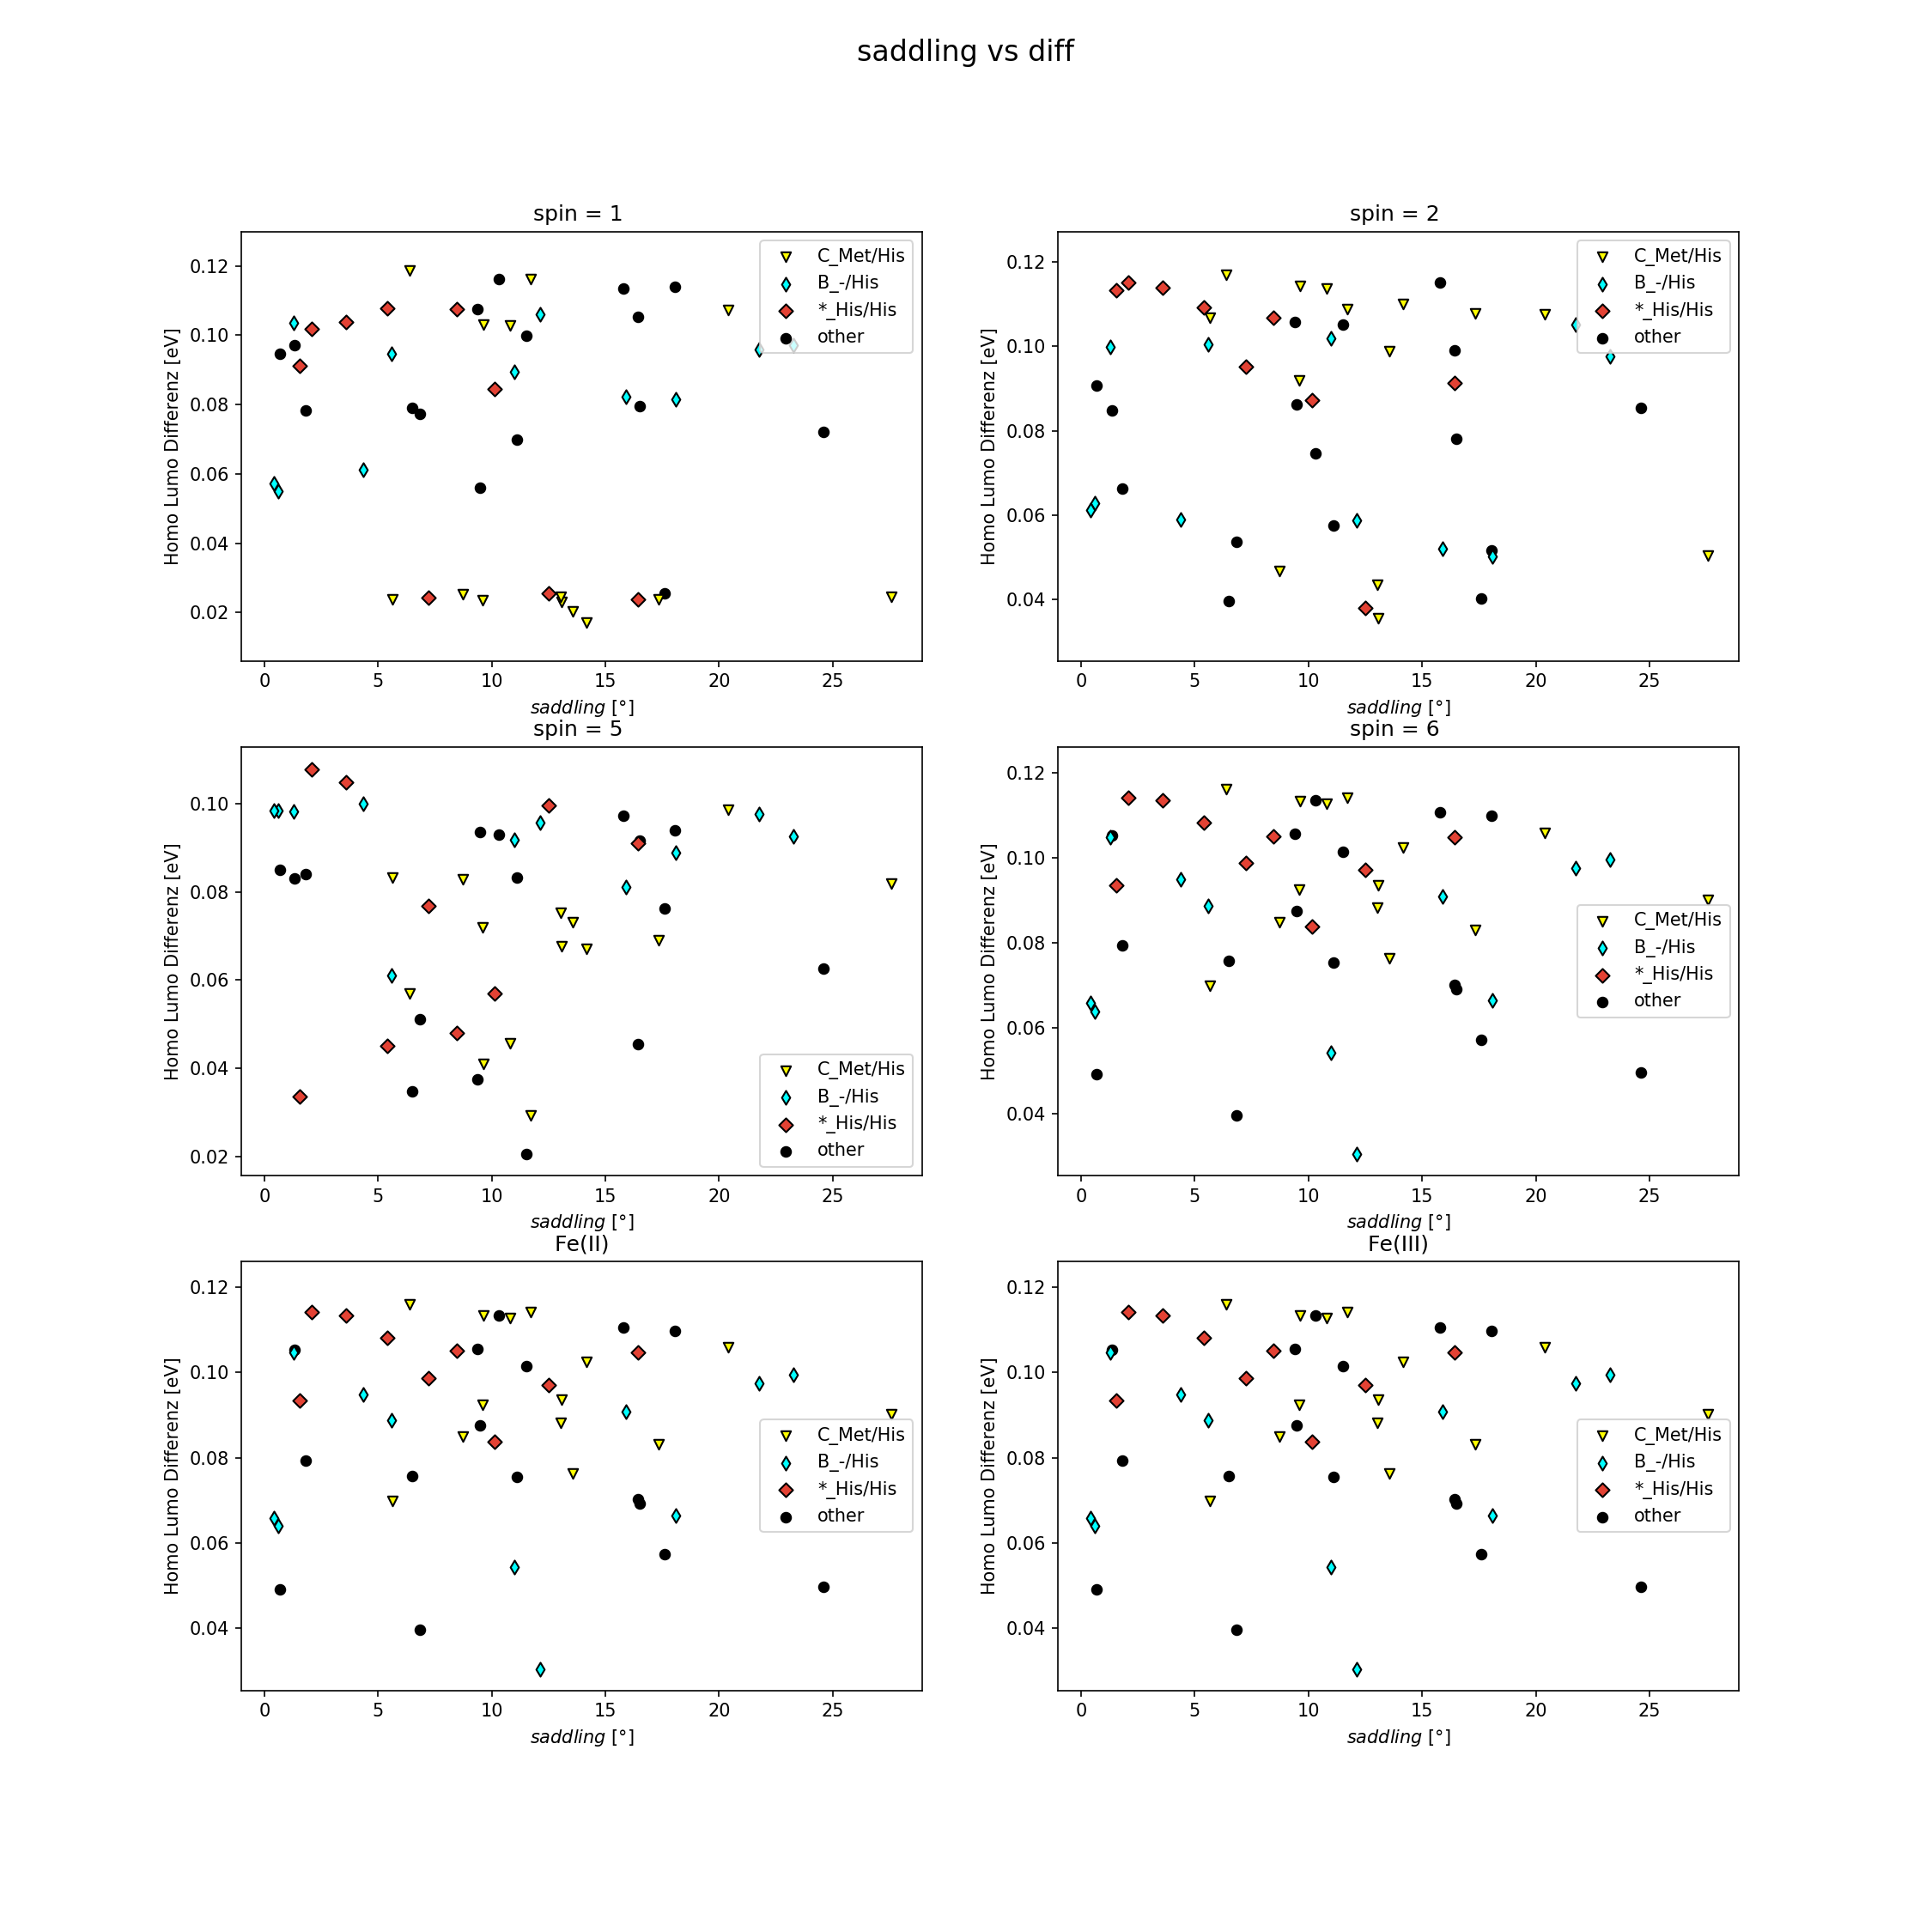 saddling vs diff
spin = 1
Homo Lumo Differenz [eV]
0.12
0.10
0.08
0.06
0.04
0.02
C_Met/His
B_-/His
*_His/His
other
0 5 10 15 20 25
saddling [°]
spin = 2
Homo Lumo Differenz [eV]
0.12
0.10
0.08
0.06
0.04
C_Met/His
B_-/His
*_His/His
other
0 5 10 15 20 25
saddling [°]
spin = 5
Homo Lumo Differenz [eV]
0.10
0.08
0.06
0.04
0.02
C_Met/His
B_-/His
*_His/His
other
0 5 10 15 20 25
saddling [°]
spin = 6
Homo Lumo Differenz [eV]
0.12
0.10
0.08
0.06
0.04
C_Met/His
B_-/His
*_His/His
other
0 5 10 15 20 25
saddling [°]
Fe(II)
Homo Lumo Differenz [eV]
0.12
0.10
0.08
0.06
0.04
C_Met/His
B_-/His
*_His/His
other
0 5 10 15 20 25
saddling [°]
Fe(III)
Homo Lumo Differenz [eV]
0.12
0.10
0.08
0.06
0.04
C_Met/His
B_-/His
*_His/His
other
0 5 10 15 20 25
saddling [°]